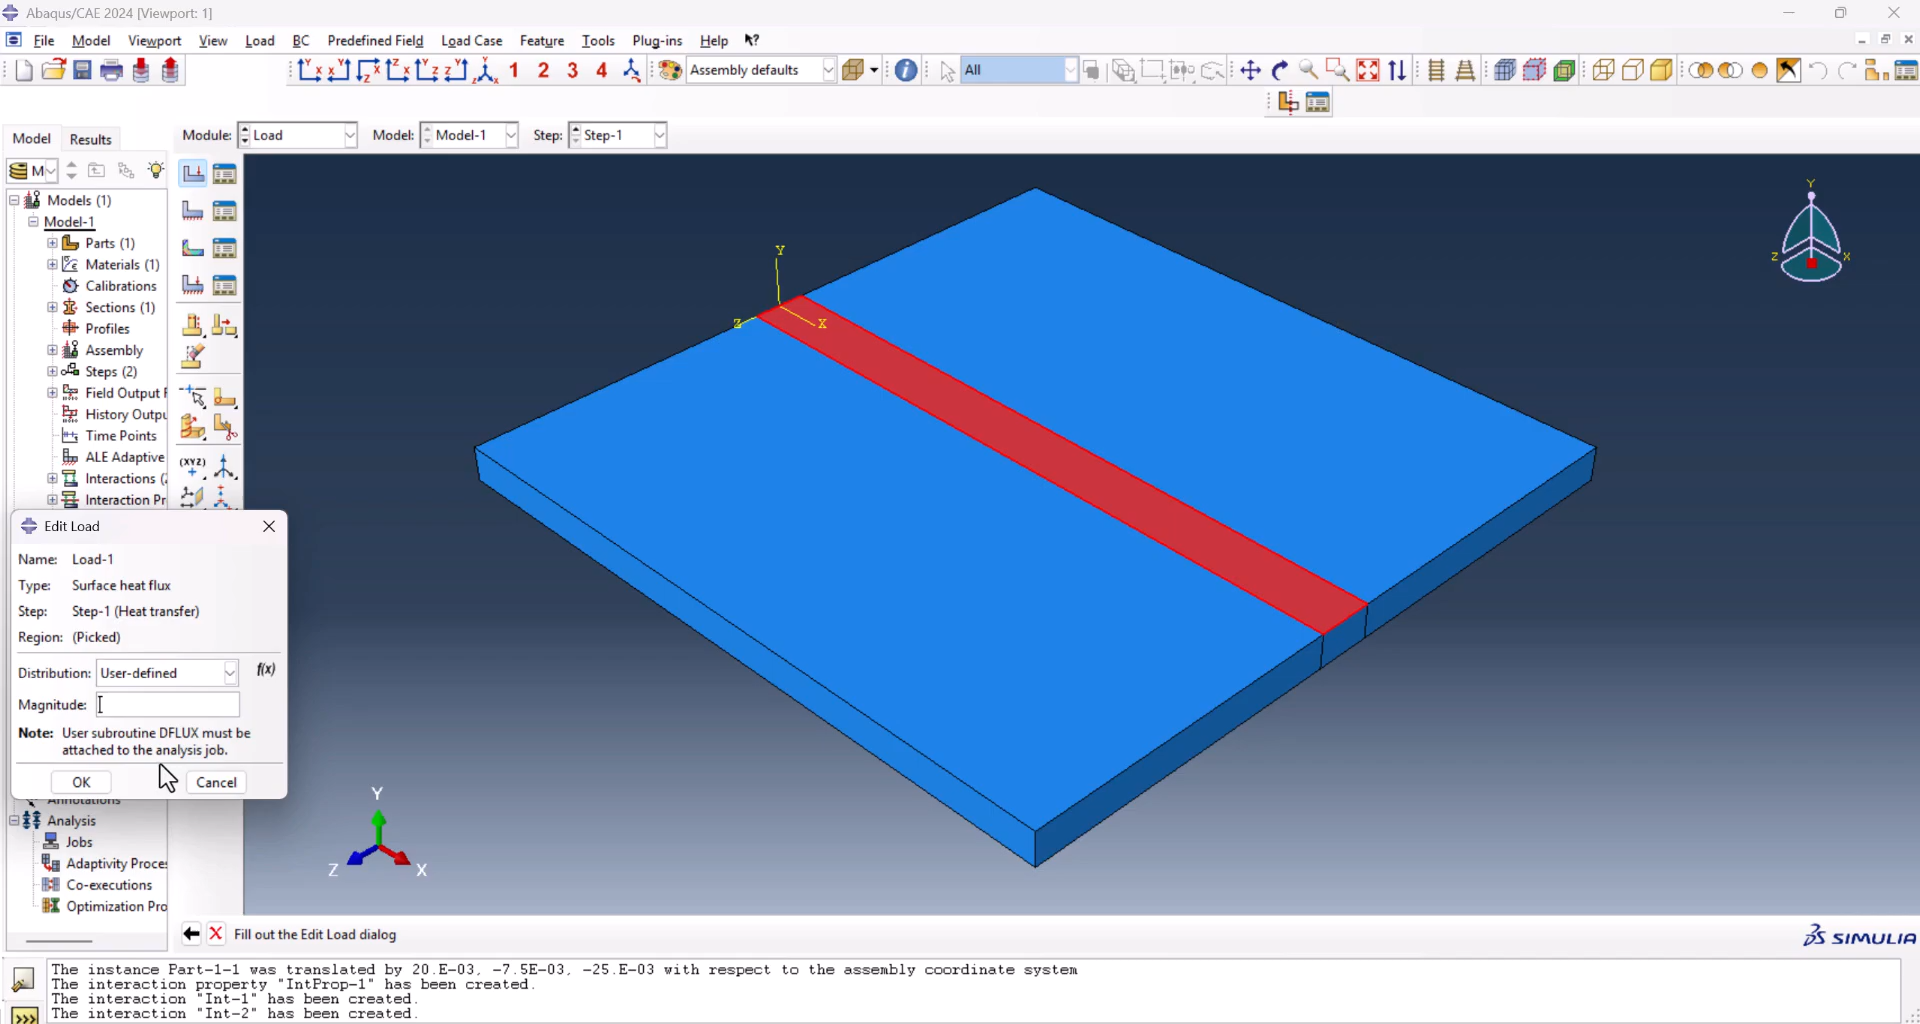 Abaqus/CAE 2024 [Viewport: 1]
File Model Viewport View Load BC Predefined Field Load Case Feature Tools Plug-ins Help
1 2 3 4 Assembly defaults All
Model Results
Module: Load Model: Model-1 Step: Step-1
M
Models (1)
Model-1
Parts (1)
Materials (1)
Calibrations
Sections (1)
Profiles
Assembly
Steps (2)
Field Output
History Outpu
Time Points
ALE Adaptive
Interactions (
Interaction Pr
(XYZ)
Edit Load
Name: Load-1
Type: Surface heat flux
Step: Step-1 (Heat transfer)
Region: (Picked)
Distribution: User-defined f(x)
Magnitude:
Note: User subroutine DFLUX must be
attached to the analysis job.
OK Cancel
Annotations
Analysis
Jobs
Adaptivity Proce
Co-executions
Optimization Pro
Y
Z X
Y
Z X
Y
Z X
Fill out the Edit Load dialog
SIMULIA
The instance Part-1-1 was translated by 20.E-03, -7.5E-03, -25.E-03 with respect to the assembly coordinate system
The interaction property "IntProp-1" has been created.
The interaction "Int-1" has been created.
The interaction "Int-2" has been created.
>>>